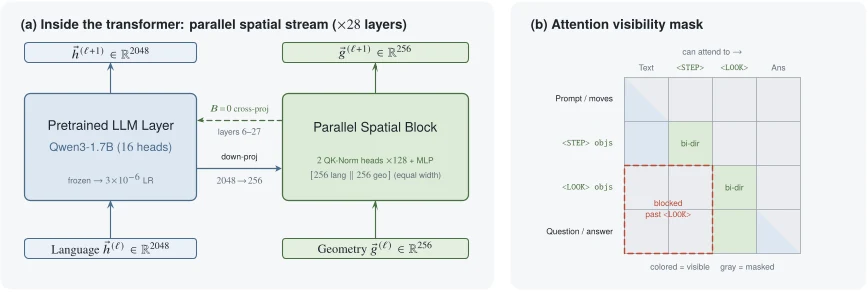 (a) Inside the transformer: parallel spatial stream (×28 layers)
h⃗^(ℓ+1) ∈ ℝ^2048
g⃗^(ℓ+1) ∈ ℝ^256
Pretrained LLM Layer
Qwen3-1.7B (16 heads)
frozen → 3×10^−6 LR
B=0 cross-proj
layers 6–27
down-proj
2048→256
Parallel Spatial Block
2 QK-Norm heads ×128 + MLP
[256 lang ∥ 256 geo] (equal width)
Language h⃗^(ℓ) ∈ ℝ^2048
Geometry g⃗^(ℓ) ∈ ℝ^256
(b) Attention visibility mask
can attend to →
Text <STEP> <LOOK> Ans
Prompt / moves
<STEP> objs
bi-dir
<LOOK> objs
bi-dir
blocked
past <LOOK>
Question / answer
colored = visible gray = masked